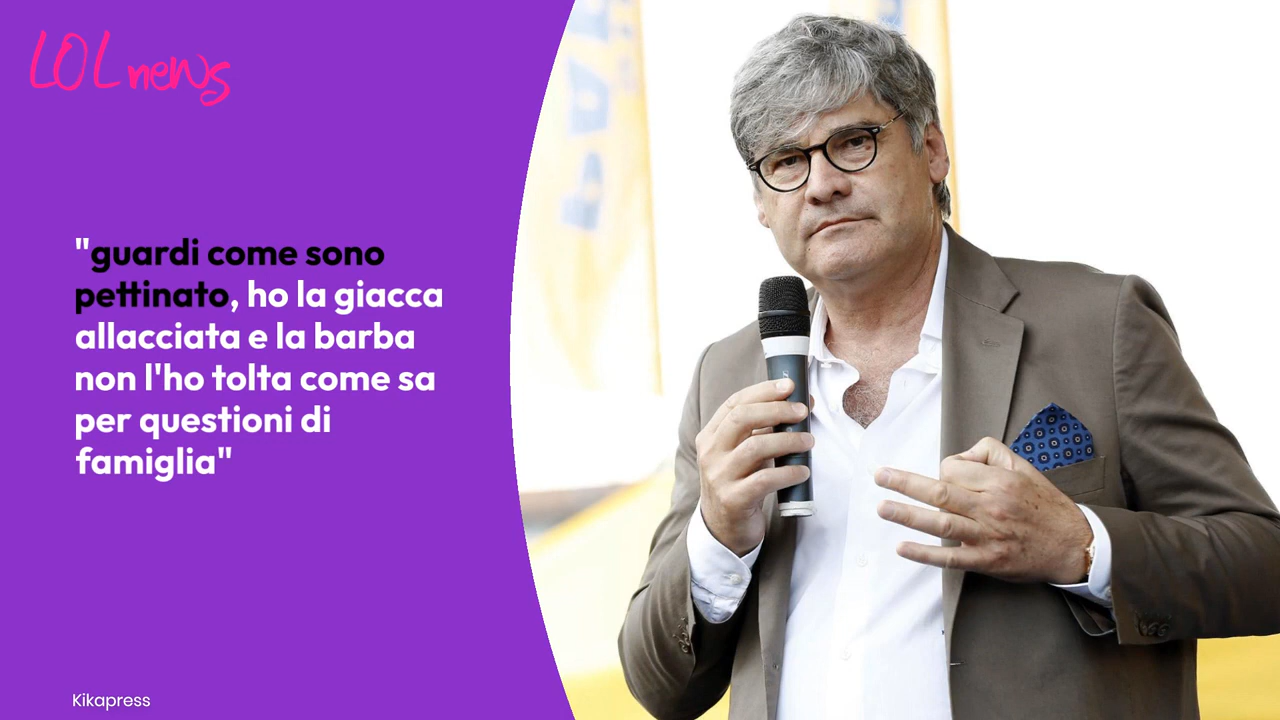 LOL news
"guardi come sono
pettinato, ho la giacca
allacciata e la barba
non l'ho tolta come sa
per questioni di
famiglia"
Kikapress